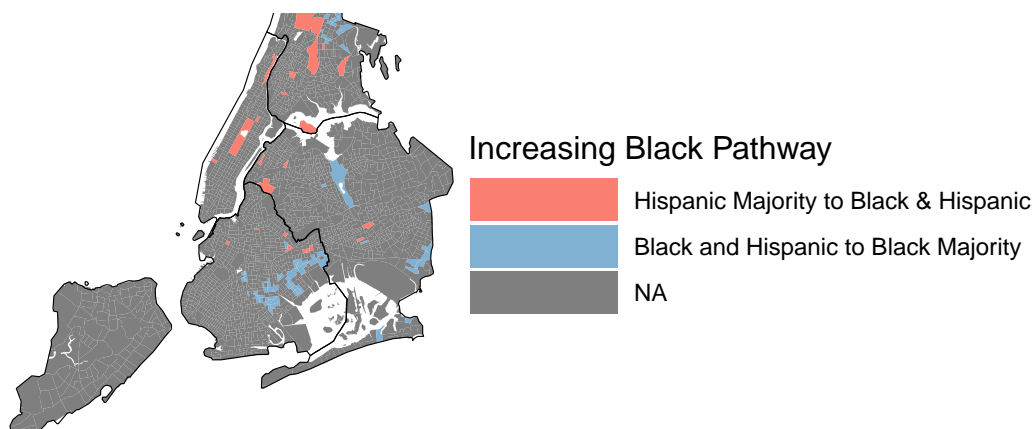 Increasing Black Pathway
Hispanic Majority to Black & Hispanic
Black and Hispanic to Black Majority
NA